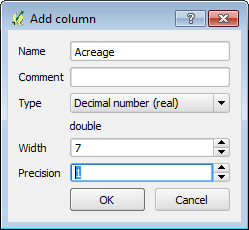 Add column
Name Acreage
Comment
Type Decimal number (real)
double
Width 7
Precision 1
OK Cancel